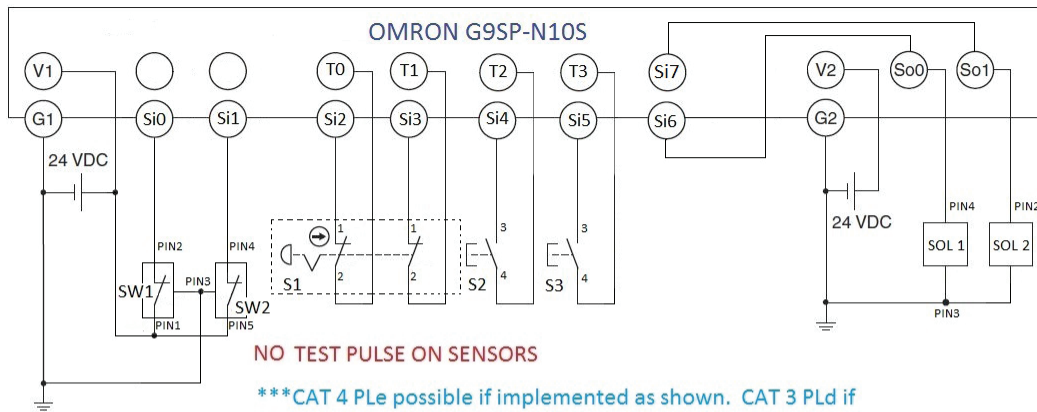 OMRON G9SP-N10S
V1 T0 T1 T2 T3 Si7 V2 So0 So1
G1 Si0 Si1 Si2 Si3 Si4 Si5 Si6 G2
24 VDC
24 VDC
PIN4 PIN2
1 1 3 3
PIN2 PIN4
SOL 1 SOL 2
PIN3
2 2 4 4
S1 S2 S3
SW1 SW2
PIN1 PIN5
PIN3
NO TEST PULSE ON SENSORS
***CAT 4 PLe possible if implemented as shown. CAT 3 PLd if